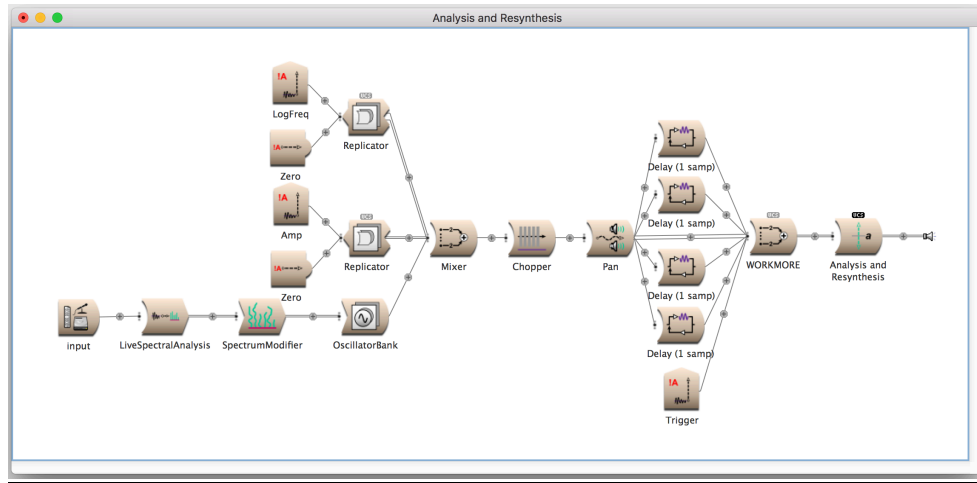 Analysis and Resynthesis
!A
LogFreq
Replicator
!A
Zero
!A
Amp
Replicator
Mixer
Chopper
Pan
Delay (1 samp)
Delay (1 samp)
WORKMORE
a
Analysis and
Resynthesis
!A
Zero
Delay (1 samp)
input
LiveSpectralAnalysis
SpectrumModifier
OscillatorBank
Delay (1 samp)
!A
Trigger